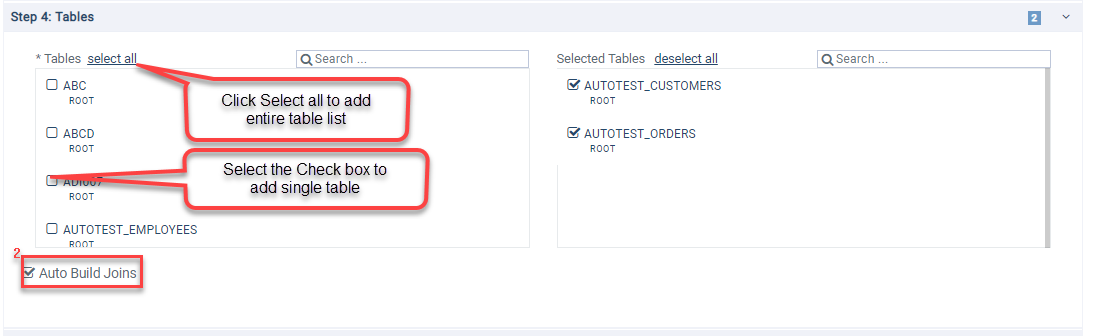 Step 4: Tables
2
* Tables select all
Search ...
Selected Tables deselect all
Search ...
ABC
ROOT
ABCD
ROOT
ADI007
ROOT
AUTOTEST_EMPLOYEES
ROOT
Click Select all to add
entire table list
Select the Check box to
add single table
AUTOTEST_CUSTOMERS
ROOT
AUTOTEST_ORDERS
ROOT
2
Auto Build Joins